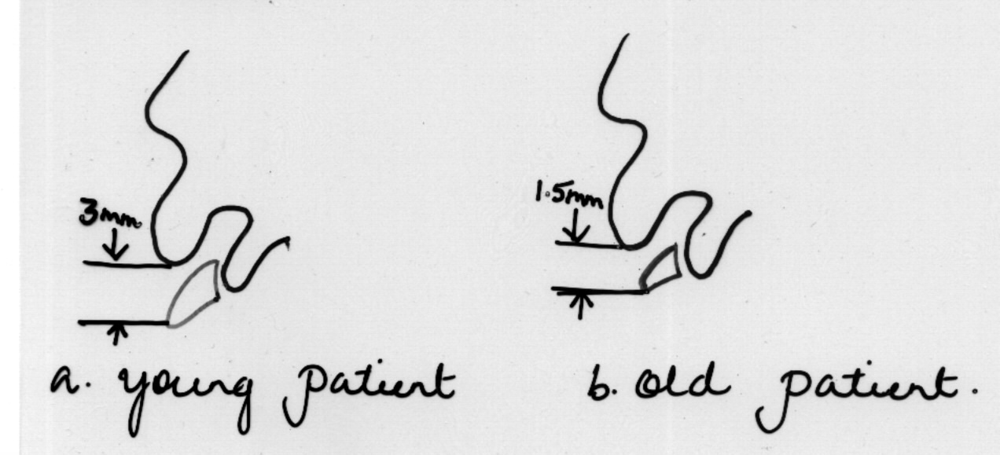 3mm
1.5mm
a. young patient
b. old patient.